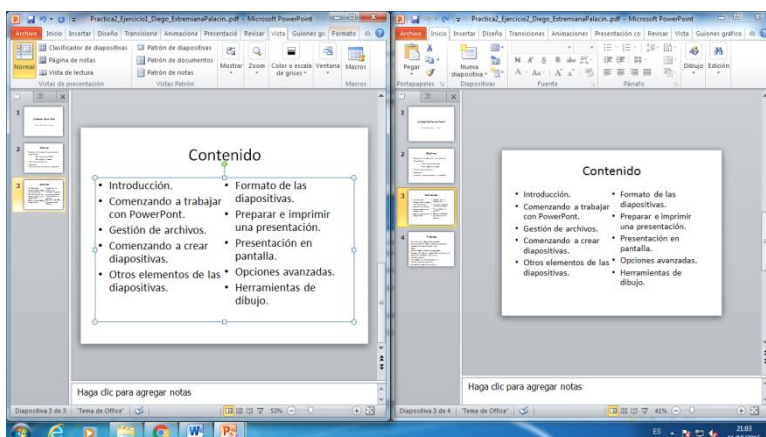 Practica2_Ejercicio1_Diego_ExtremianaPalacin.pdf - Microsoft PowerPoint
Archivo Inicio Insertar Diseño Transicione Animacione Presentació Revisar Vista Guiones gr. Formato
Normal
Clasificador de diapositivas
Página de notas
Vista de lectura
Vistas de presentación
Patrón de diapositivas
Patrón de documentos
Patrón de notas
Vistas Patrón
Mostrar
Zoom
Color o escala de grises
Ventana
Macros
Macros
1
2
3
Contenido
• Introducción.
• Comenzando a trabajar
con PowerPont.
• Gestión de archivos.
• Comenzando a crear
diapositivas.
• Otros elementos de las
diapositivas.
• Formato de las
diapositivas.
• Preparar e imprimir
una presentación.
• Presentación en
pantalla.
• Opciones avanzadas.
• Herramientas de
dibujo.
Haga clic para agregar notas
Diapositiva 3 de 3 "Tema de Office" 53%
Practica2_Ejercicio2_Diego_ExtremianaPalacin.pdf - Microsoft PowerPoint
Archivo Inicio Insertar Diseño Transiciones Animaciones Presentación co Revisar Vista Guiones gráfico
Pegar
Portapapeles
Nueva
diapositiva
Diapositivas
Fuente
Párrafo
Dibujo
Edición
1
2
3
4
Contenido
• Introducción.
• Comenzando a trabajar
con PowerPont.
• Gestión de archivos.
• Comenzando a crear
diapositivas.
• Otros elementos de las
diapositivas.
• Formato de las
diapositivas.
• Preparar e imprimir
una presentación.
• Presentación en
pantalla.
• Opciones avanzadas.
• Herramientas de
dibujo.
Haga clic para agregar notas
Diapositiva 3 de 4 "Tema de Office" 41%
ES
21:03